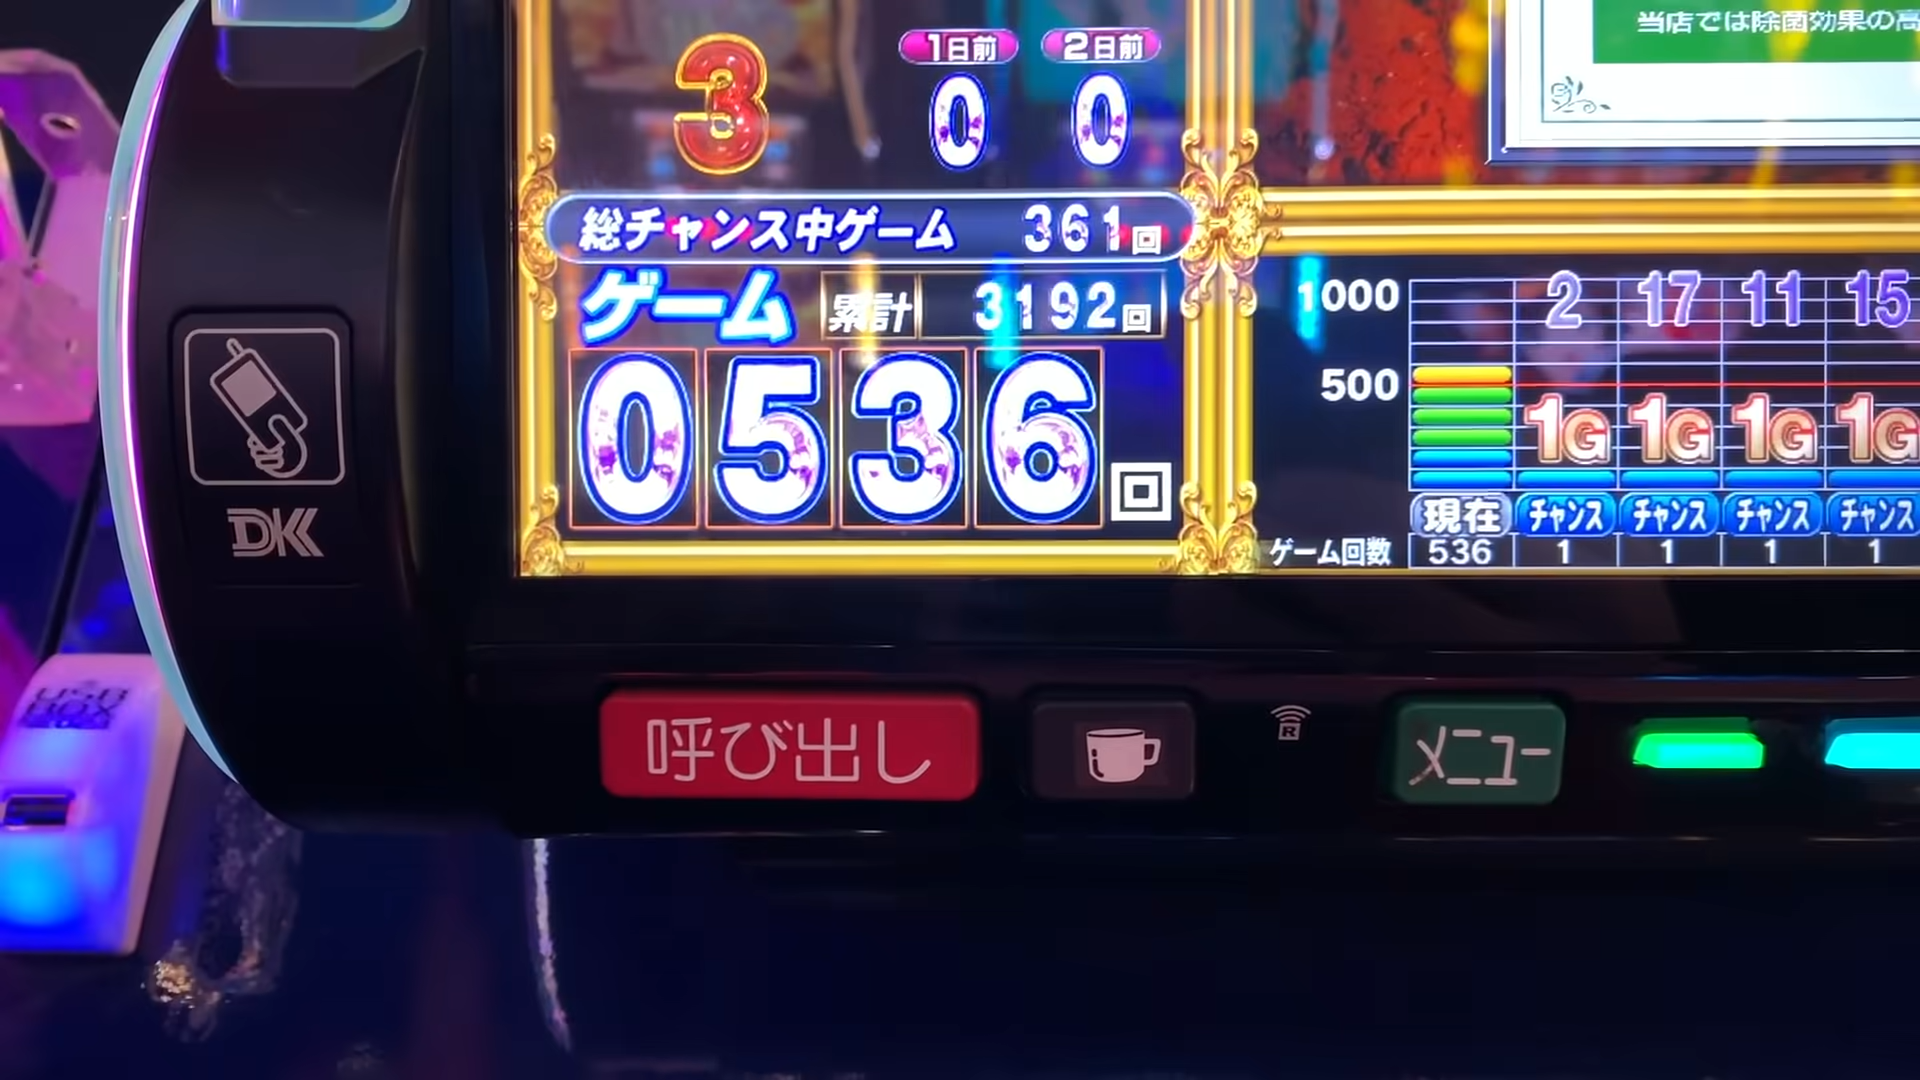 当店では除菌効果の高
3
1日前 2日前
0 0
総チャンス中ゲーム 361回
ゲーム 累計 3192回
0536回
1000 2 17 11 15
500
1G 1G 1G 1G
現在 チャンス チャンス チャンス チャンス
ゲーム回数 536 1 1 1 1
DK
USB
BOX
呼び出し
R
メニュー